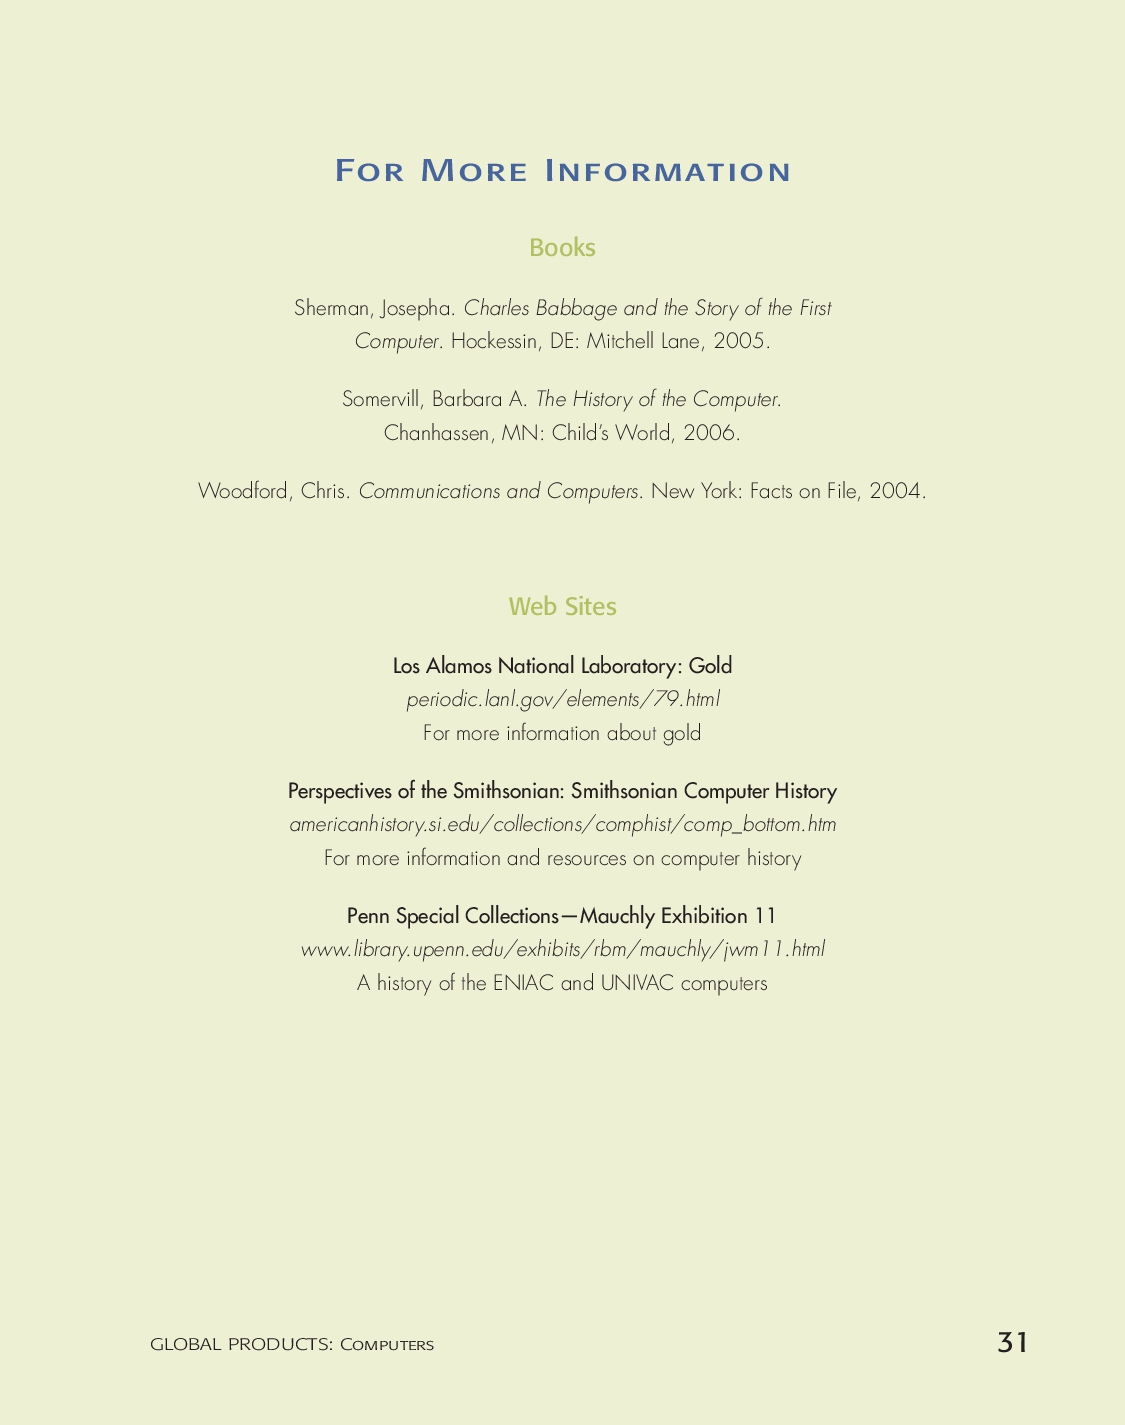 For More Information
Books
Sherman, Josepha. Charles Babbage and the Story of the First
Computer. Hockessin, DE: Mitchell Lane, 2005.
Somervill, Barbara A. The History of the Computer.
Chanhassen, MN: Child’s World, 2006.
Woodford, Chris. Communications and Computers. New York: Facts on File, 2004.
Web Sites
Los Alamos National Laboratory: Gold
periodic.lanl.gov/elements/79.html
For more information about gold
Perspectives of the Smithsonian: Smithsonian Computer History
americanhistory.si.edu/collections/comphist/comp_bottom.htm
For more information and resources on computer history
Penn Special Collections—Mauchly Exhibition 11
www.library.upenn.edu/exhibits/rbm/mauchly/jwm11.html
A history of the ENIAC and UNIVAC computers
GLOBAL PRODUCTS: Computers 31